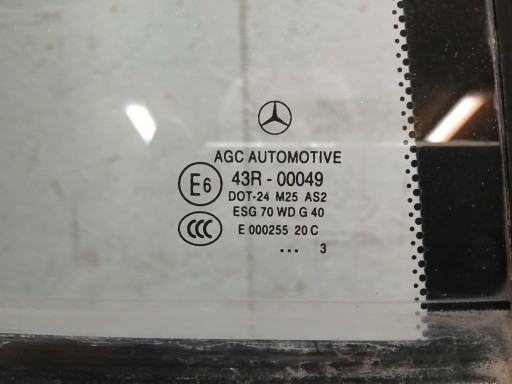 AGC AUTOMOTIVE
E6 43R - 00049
DOT-24 M25 AS2
ESG 70 WD G 40
CCC E 000255 20 C
... 3